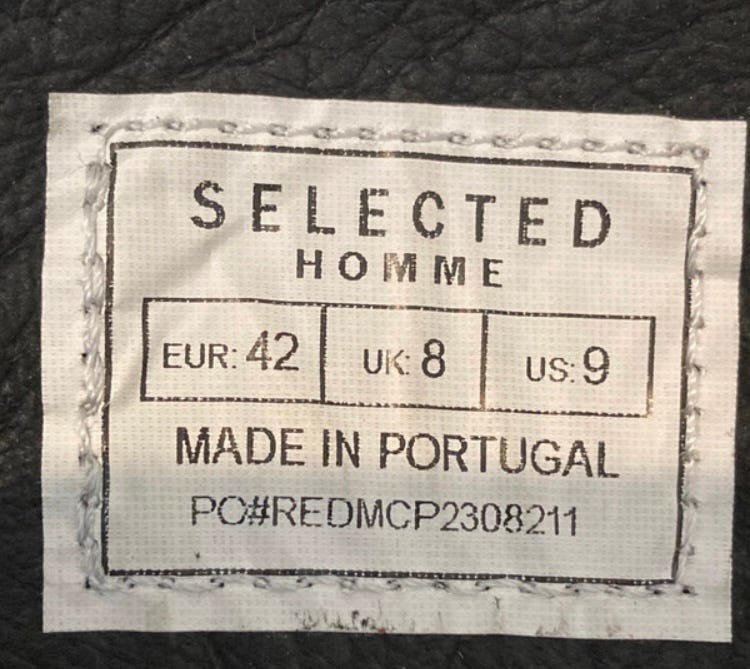 SELECTED
HOMME
EUR: 42 UK: 8 US: 9
MADE IN PORTUGAL
PO#REDMCP2308211